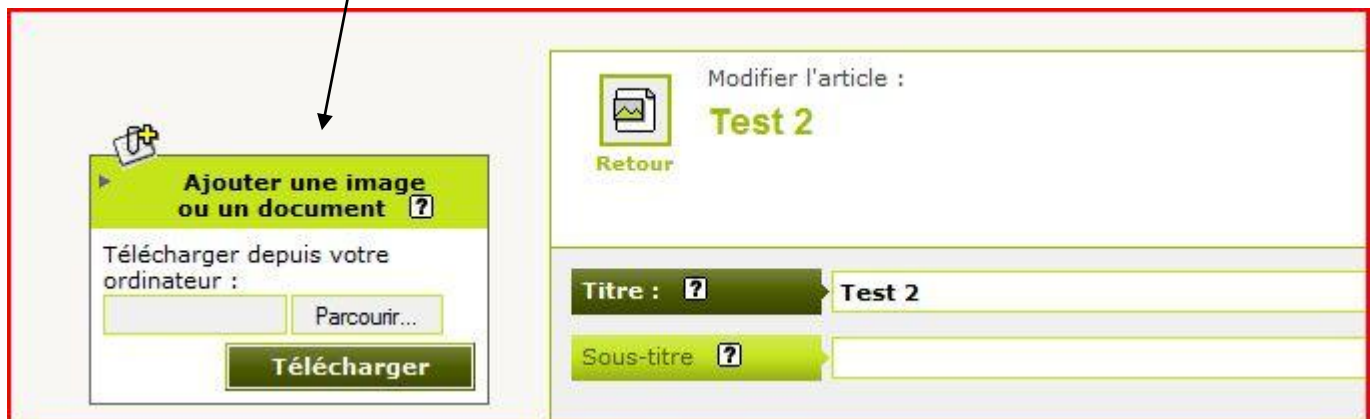 Ajouter une image
ou un document ?
Télécharger depuis votre
ordinateur :
Parcourir...
Télécharger
Modifier l'article :
Test 2
Retour
Titre : ? Test 2
Sous-titre ?